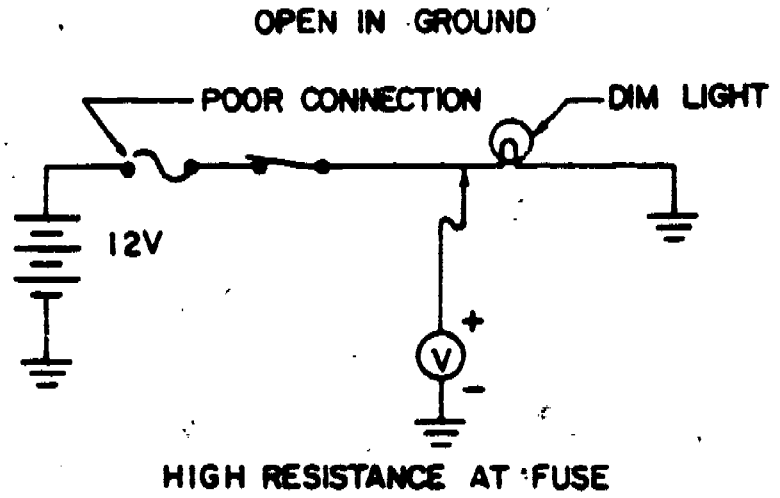 OPEN IN GROUND
POOR CONNECTION
DIM LIGHT
12V
+
V
−
HIGH RESISTANCE AT FUSE